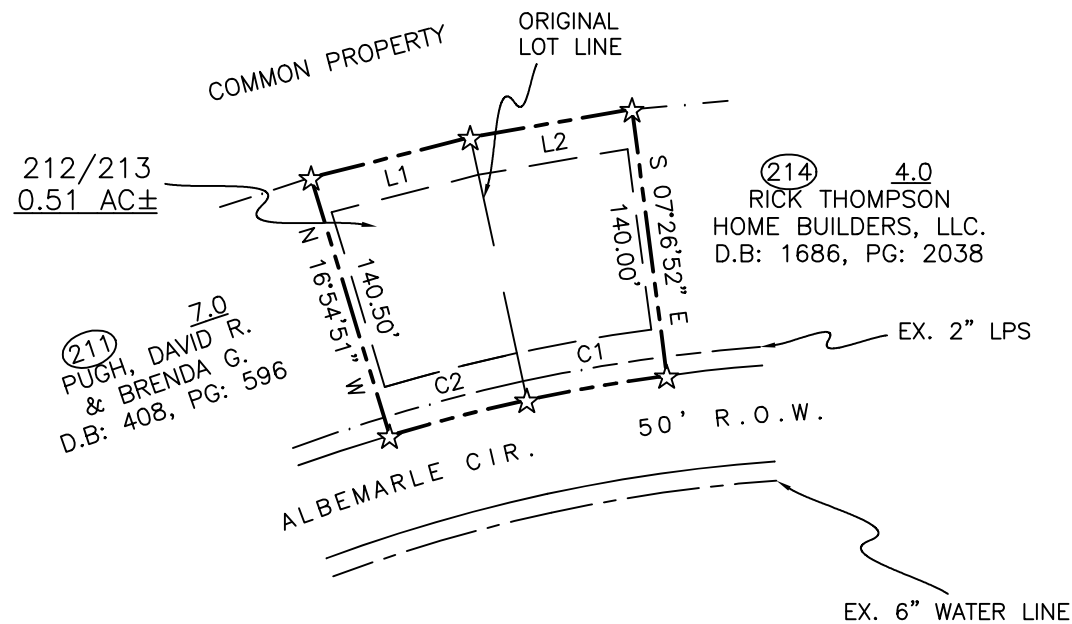 ORIGINAL
LOT LINE
COMMON PROPERTY
L2
L1
212/213
0.51 AC±
214 4.0
RICK THOMPSON
HOME BUILDERS, LLC.
D.B: 1686, PG: 2038
S 07°26'52" E
140.00'
N 16°54'51" W
140.50'
7.0
211
PUGH, DAVID R.
& BRENDA G.
D.B: 408, PG: 596
EX. 2" LPS
C1
C2
50' R.O.W.
ALBEMARLE CIR.
EX. 6" WATER LINE